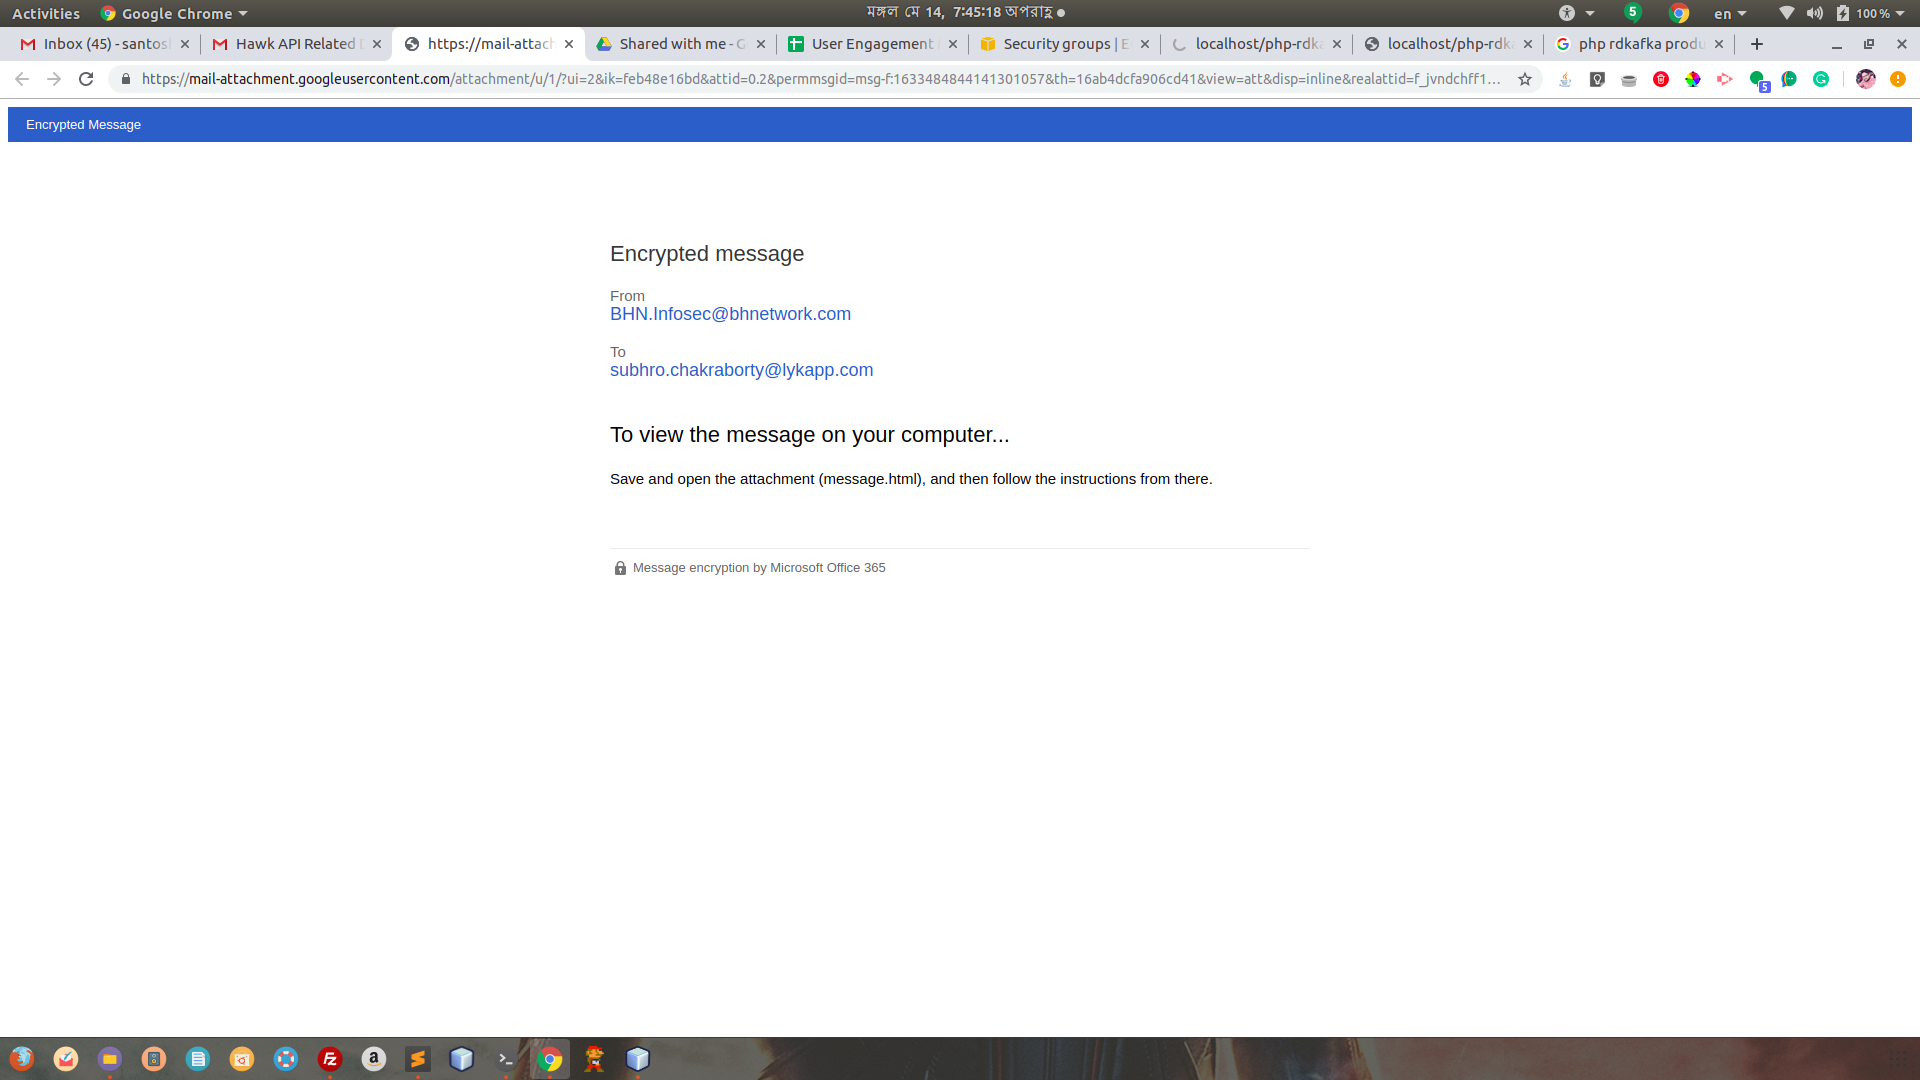 Activities
Google Chrome
মঙ্গল মে 14, 7:45:18 অপরাহ্ণ
5
en
100 %
Inbox (45) - santos
Hawk API Related
https://mail-attach
Shared with me - G
User Engagement
Security groups | E
localhost/php-rdka
localhost/php-rdka
php rdkafka produ
https://mail-attachment.googleusercontent.com/attachment/u/1/?ui=2&ik=feb48e16bd&attid=0.2&permmsgid=msg-f:1633484844141301057&th=16ab4dcfa906cd41&view=att&disp=inline&realattid=f_jvndchff1...
5
Encrypted Message
Encrypted message
From
BHN.Infosec@bhnetwork.com
To
subhro.chakraborty@lykapp.com
To view the message on your computer...
Save and open the attachment (message.html), and then follow the instructions from there.
Message encryption by Microsoft Office 365